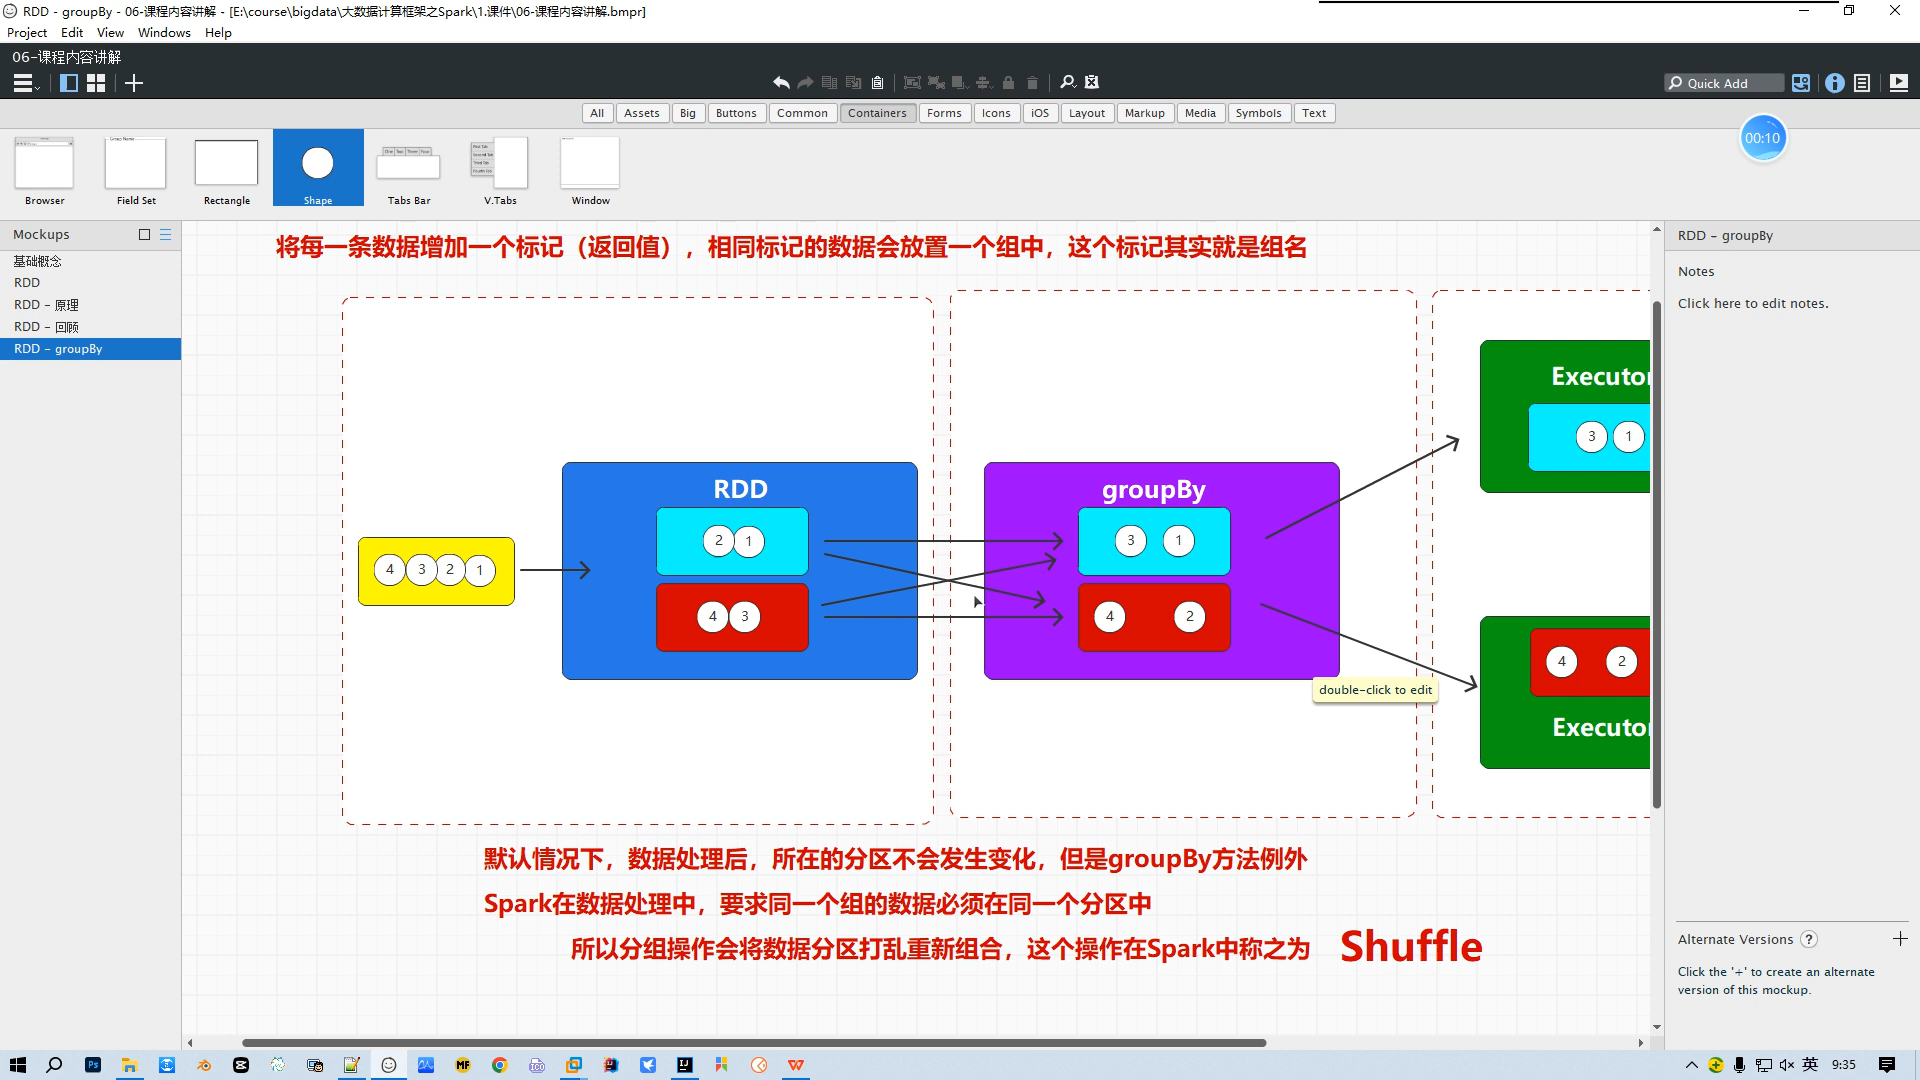 RDD - groupBy - 06-课程内容讲解 - [E:\course\bigdata\大数据计算框架之Spark\1.课件\06-课程内容讲解.bmpr]
Project Edit View Windows Help
06-课程内容讲解
Quick Add
All Assets Big Buttons Common Containers Forms Icons iOS Layout Markup Media Symbols Text
00:10
Browser Field Set Rectangle Shape Tabs Bar V.Tabs Window
Mockups
基础概念
RDD
RDD - 原理
RDD - 回顾
RDD - groupBy
将每一条数据增加一个标记（返回值），相同标记的数据会放置一个组中，这个标记其实就是组名
4 3 2 1
RDD
2 1
4 3
groupBy
3 1
4 2
Executor
3 1
4 2
Executor
double-click to edit
默认情况下，数据处理后，所在的分区不会发生变化，但是groupBy方法例外
Spark在数据处理中，要求同一个组的数据必须在同一个分区中
所以分组操作会将数据分区打乱重新组合，这个操作在Spark中称之为 Shuffle
RDD - groupBy
Notes
Click here to edit notes.
Alternate Versions ?
Click the '+' to create an alternate
version of this mockup.
英 9:35